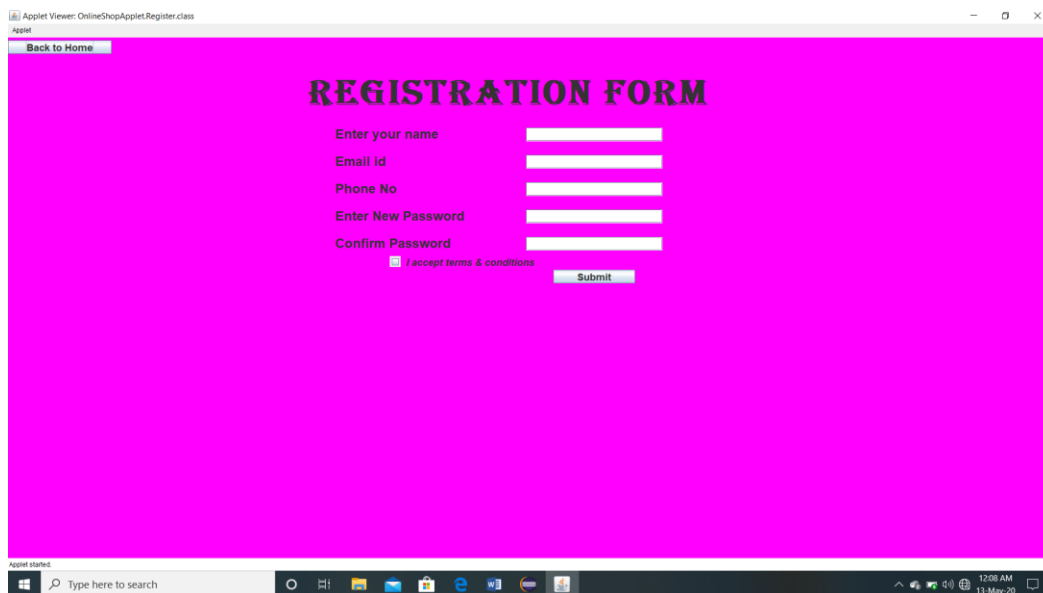 Applet Viewer: OnlineShopApplet.Register.class
Applet
Back to Home
REGISTRATION FORM
Enter your name
Email id
Phone No
Enter New Password
Confirm Password
I accept terms & conditions
Submit
Applet started.
Type here to search
12:08 AM
13-May-20